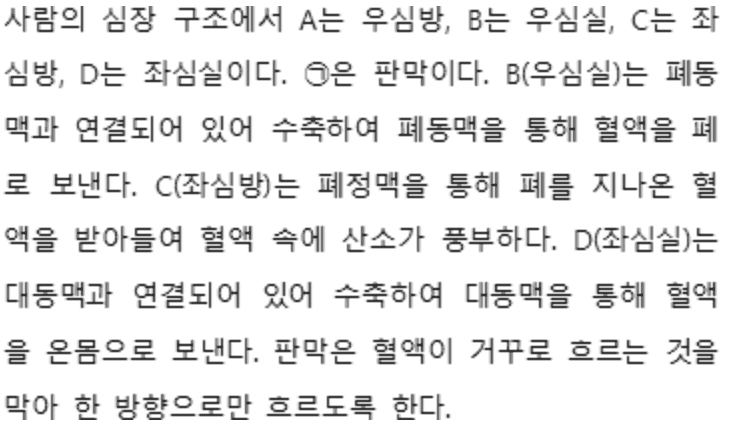 사람의 심장 구조에서 A는 우심방, B는 우심실, C는 좌
심방, D는 좌심실이다. ㉠은 판막이다. B(우심실)는 폐동
맥과 연결되어 있어 수축하여 폐동맥을 통해 혈액을 폐
로 보낸다. C(좌심방)는 폐정맥을 통해 폐를 지나온 혈
액을 받아들여 혈액 속에 산소가 풍부하다. D(좌심실)는
대동맥과 연결되어 있어 수축하여 대동맥을 통해 혈액
을 온몸으로 보낸다. 판막은 혈액이 거꾸로 흐르는 것을
막아 한 방향으로만 흐르도록 한다.